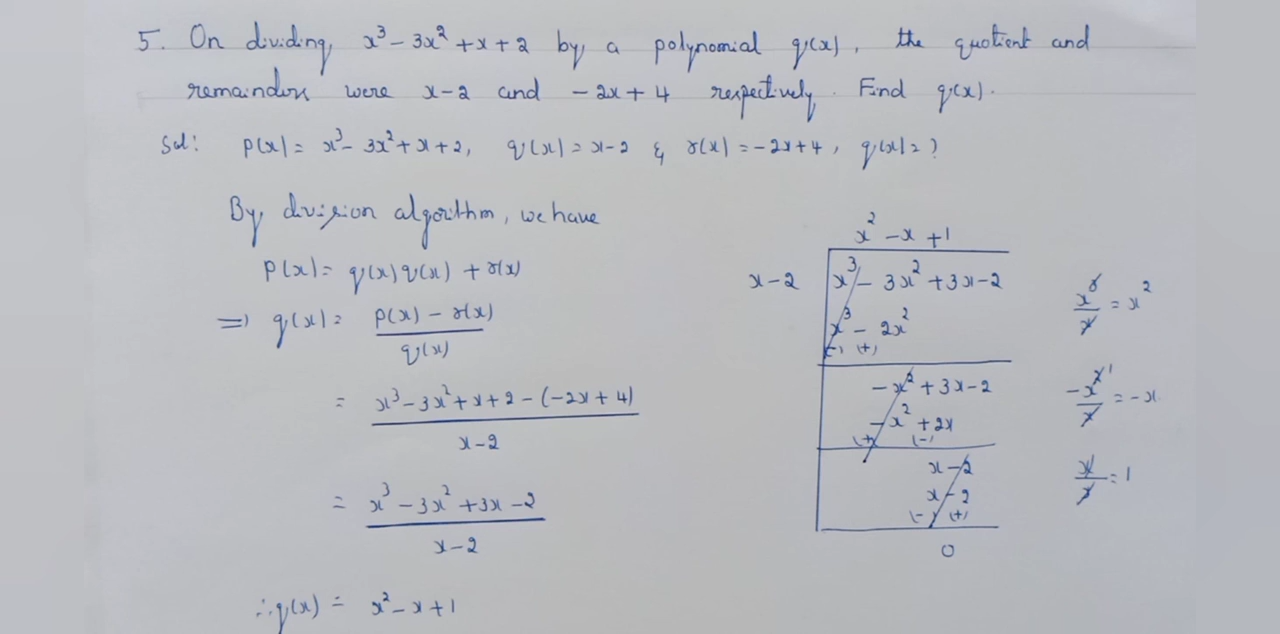 5. On dividing x³ - 3x² + x + 2 by a polynomial g(x), the quotient and
remainders were x-2 and -2x+4 respectively. Find g(x).
Sol: p(x) = x³ - 3x² + x + 2, q(x) = x-2 & r(x) = -2x+4, g(x) = ?
By division algorithm, we have
p(x) = g(x) q(x) + r(x)
=> g(x) = p(x) - r(x)
q(x)
= x³ - 3x² + x + 2 - (-2x + 4)
x-2
= x³ - 3x² + 3x - 2
x-2
∴ g(x) = x² - x + 1
x² - x + 1
x-2
x³ - 3x² + 3x - 2
x³ - 2x²
(-) (+)
-x² + 3x - 2
-x² + 2x
(+) (-)
x-2
x-2
(-) (+)
0
x³/x = x²
-x²/x = -x
x/x = 1